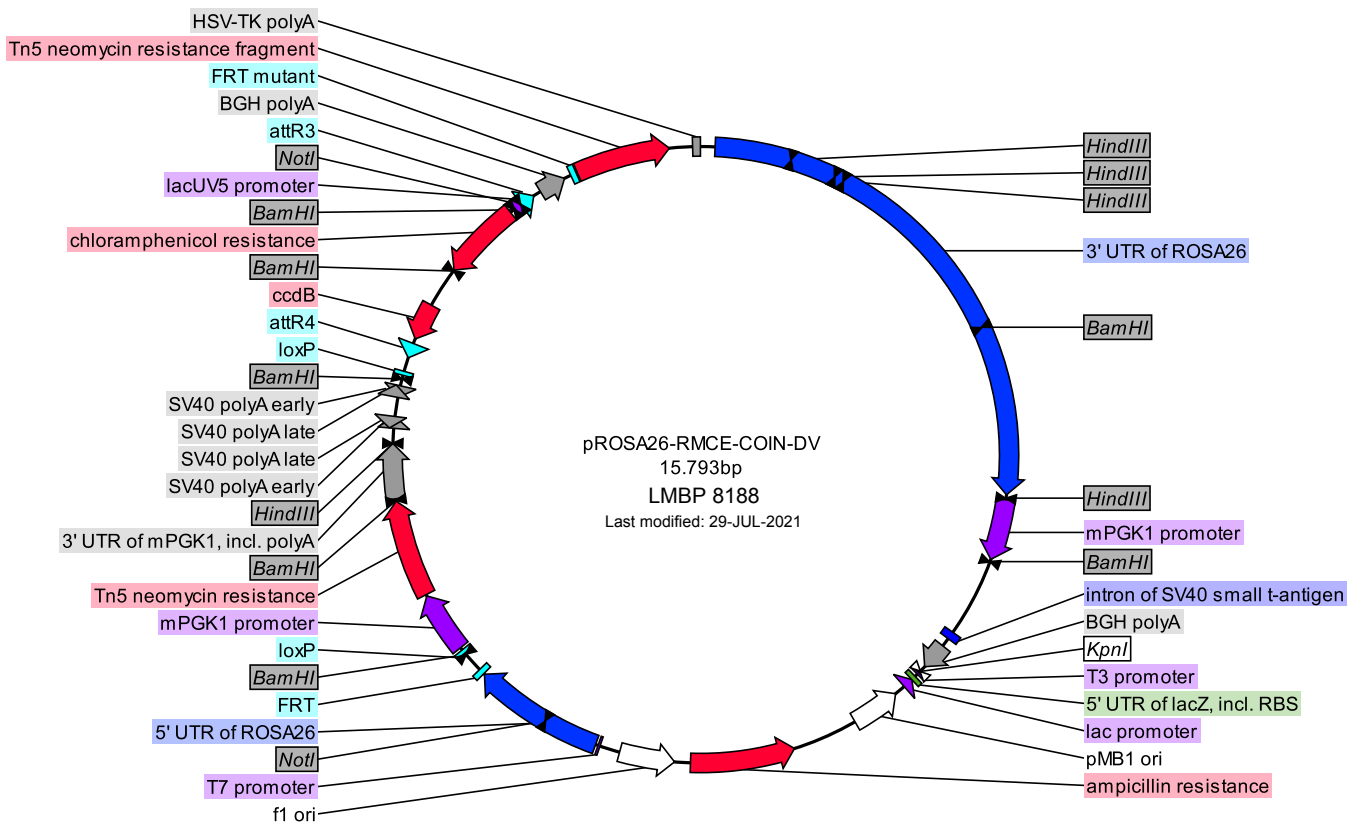 HSV-TK polyA
Tn5 neomycin resistance fragment
FRT mutant
BGH polyA
attR3
NotI
lacUV5 promoter
BamHI
chloramphenicol resistance
BamHI
ccdB
attR4
loxP
BamHI
SV40 polyA early
SV40 polyA late
SV40 polyA late
SV40 polyA early
HindIII
3' UTR of mPGK1, incl. polyA
BamHI
Tn5 neomycin resistance
mPGK1 promoter
loxP
BamHI
FRT
5' UTR of ROSA26
NotI
T7 promoter
f1 ori
pROSA26-RMCE-COIN-DV
15.793bp
LMBP 8188
Last modified: 29-JUL-2021
HindIII
HindIII
HindIII
3' UTR of ROSA26
BamHI
HindIII
mPGK1 promoter
BamHI
intron of SV40 small t-antigen
BGH polyA
KpnI
T3 promoter
5' UTR of lacZ, incl. RBS
lac promoter
pMB1 ori
ampicillin resistance